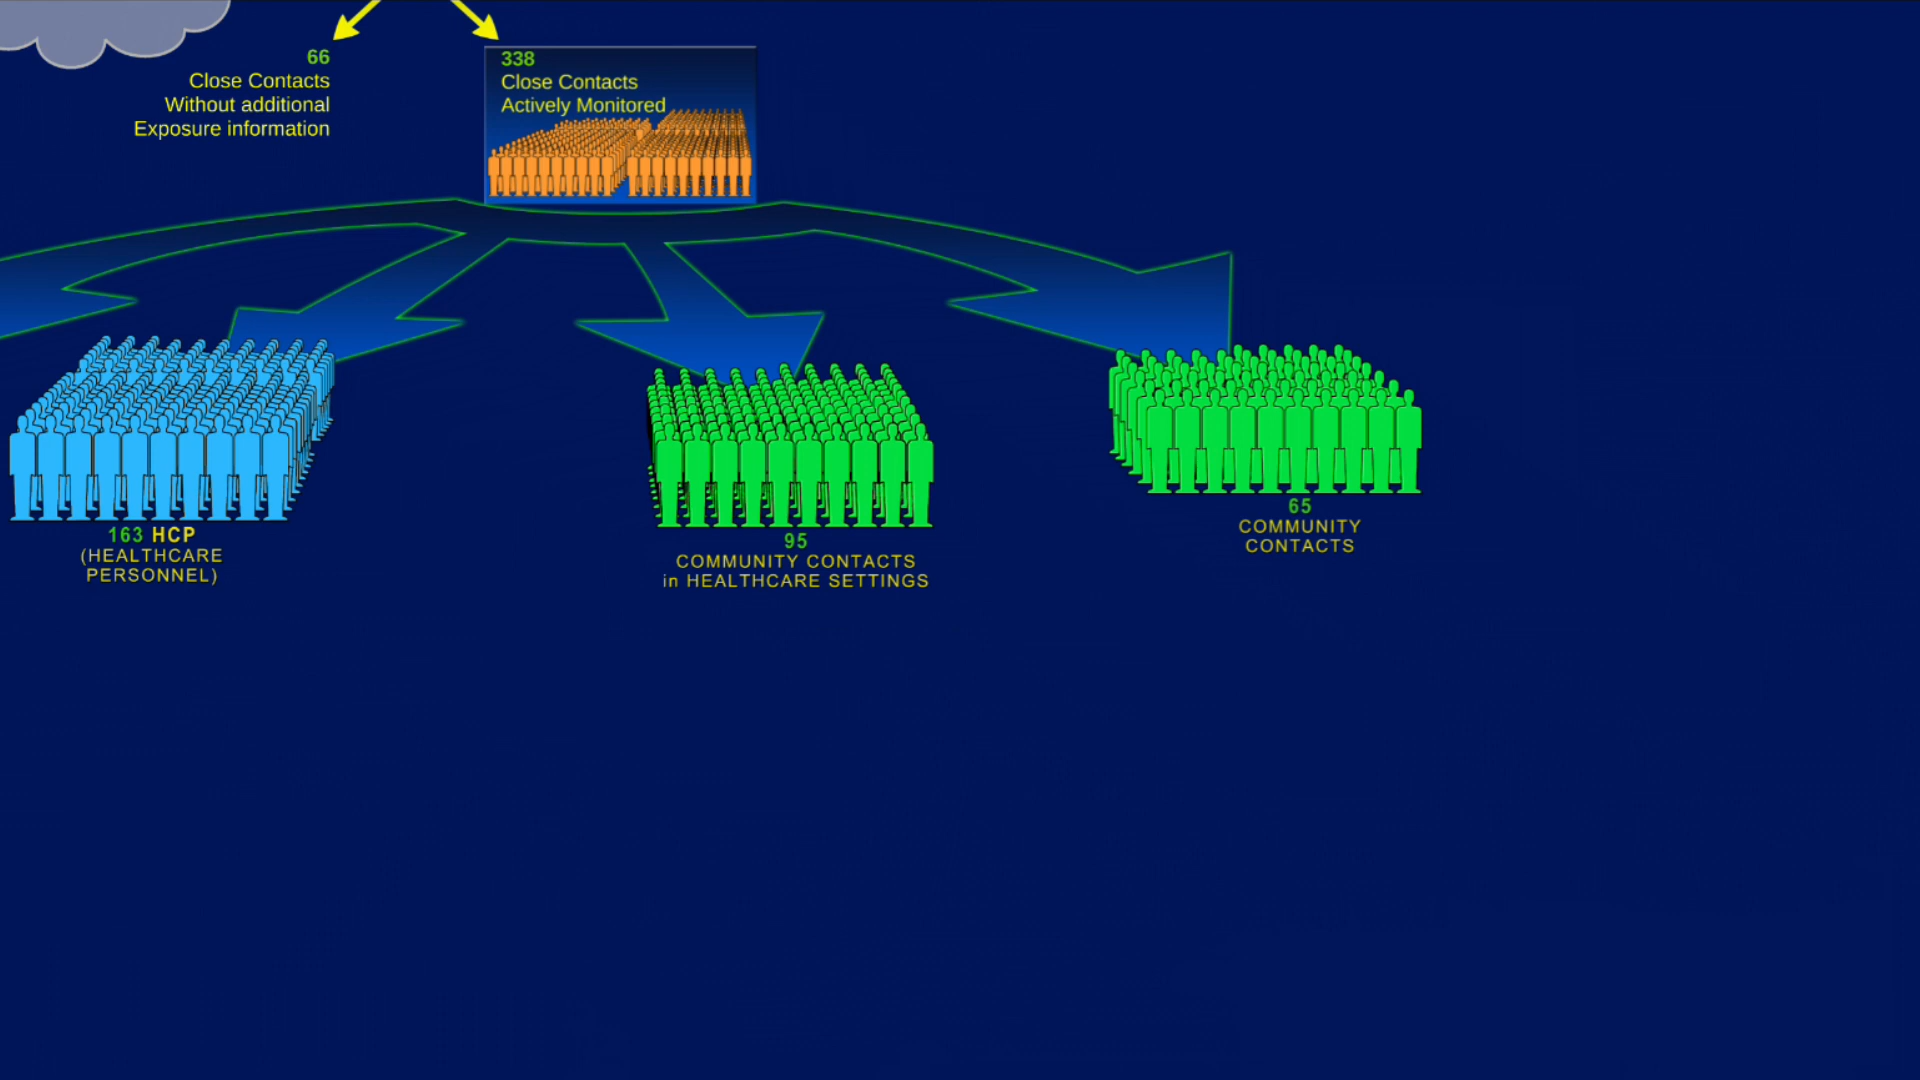 66
Close Contacts
Without additional
Exposure information
338
Close Contacts
Actively Monitored
163 HCP
(HEALTHCARE
PERSONNEL)
95
COMMUNITY CONTACTS
in HEALTHCARE SETTINGS
65
COMMUNITY
CONTACTS